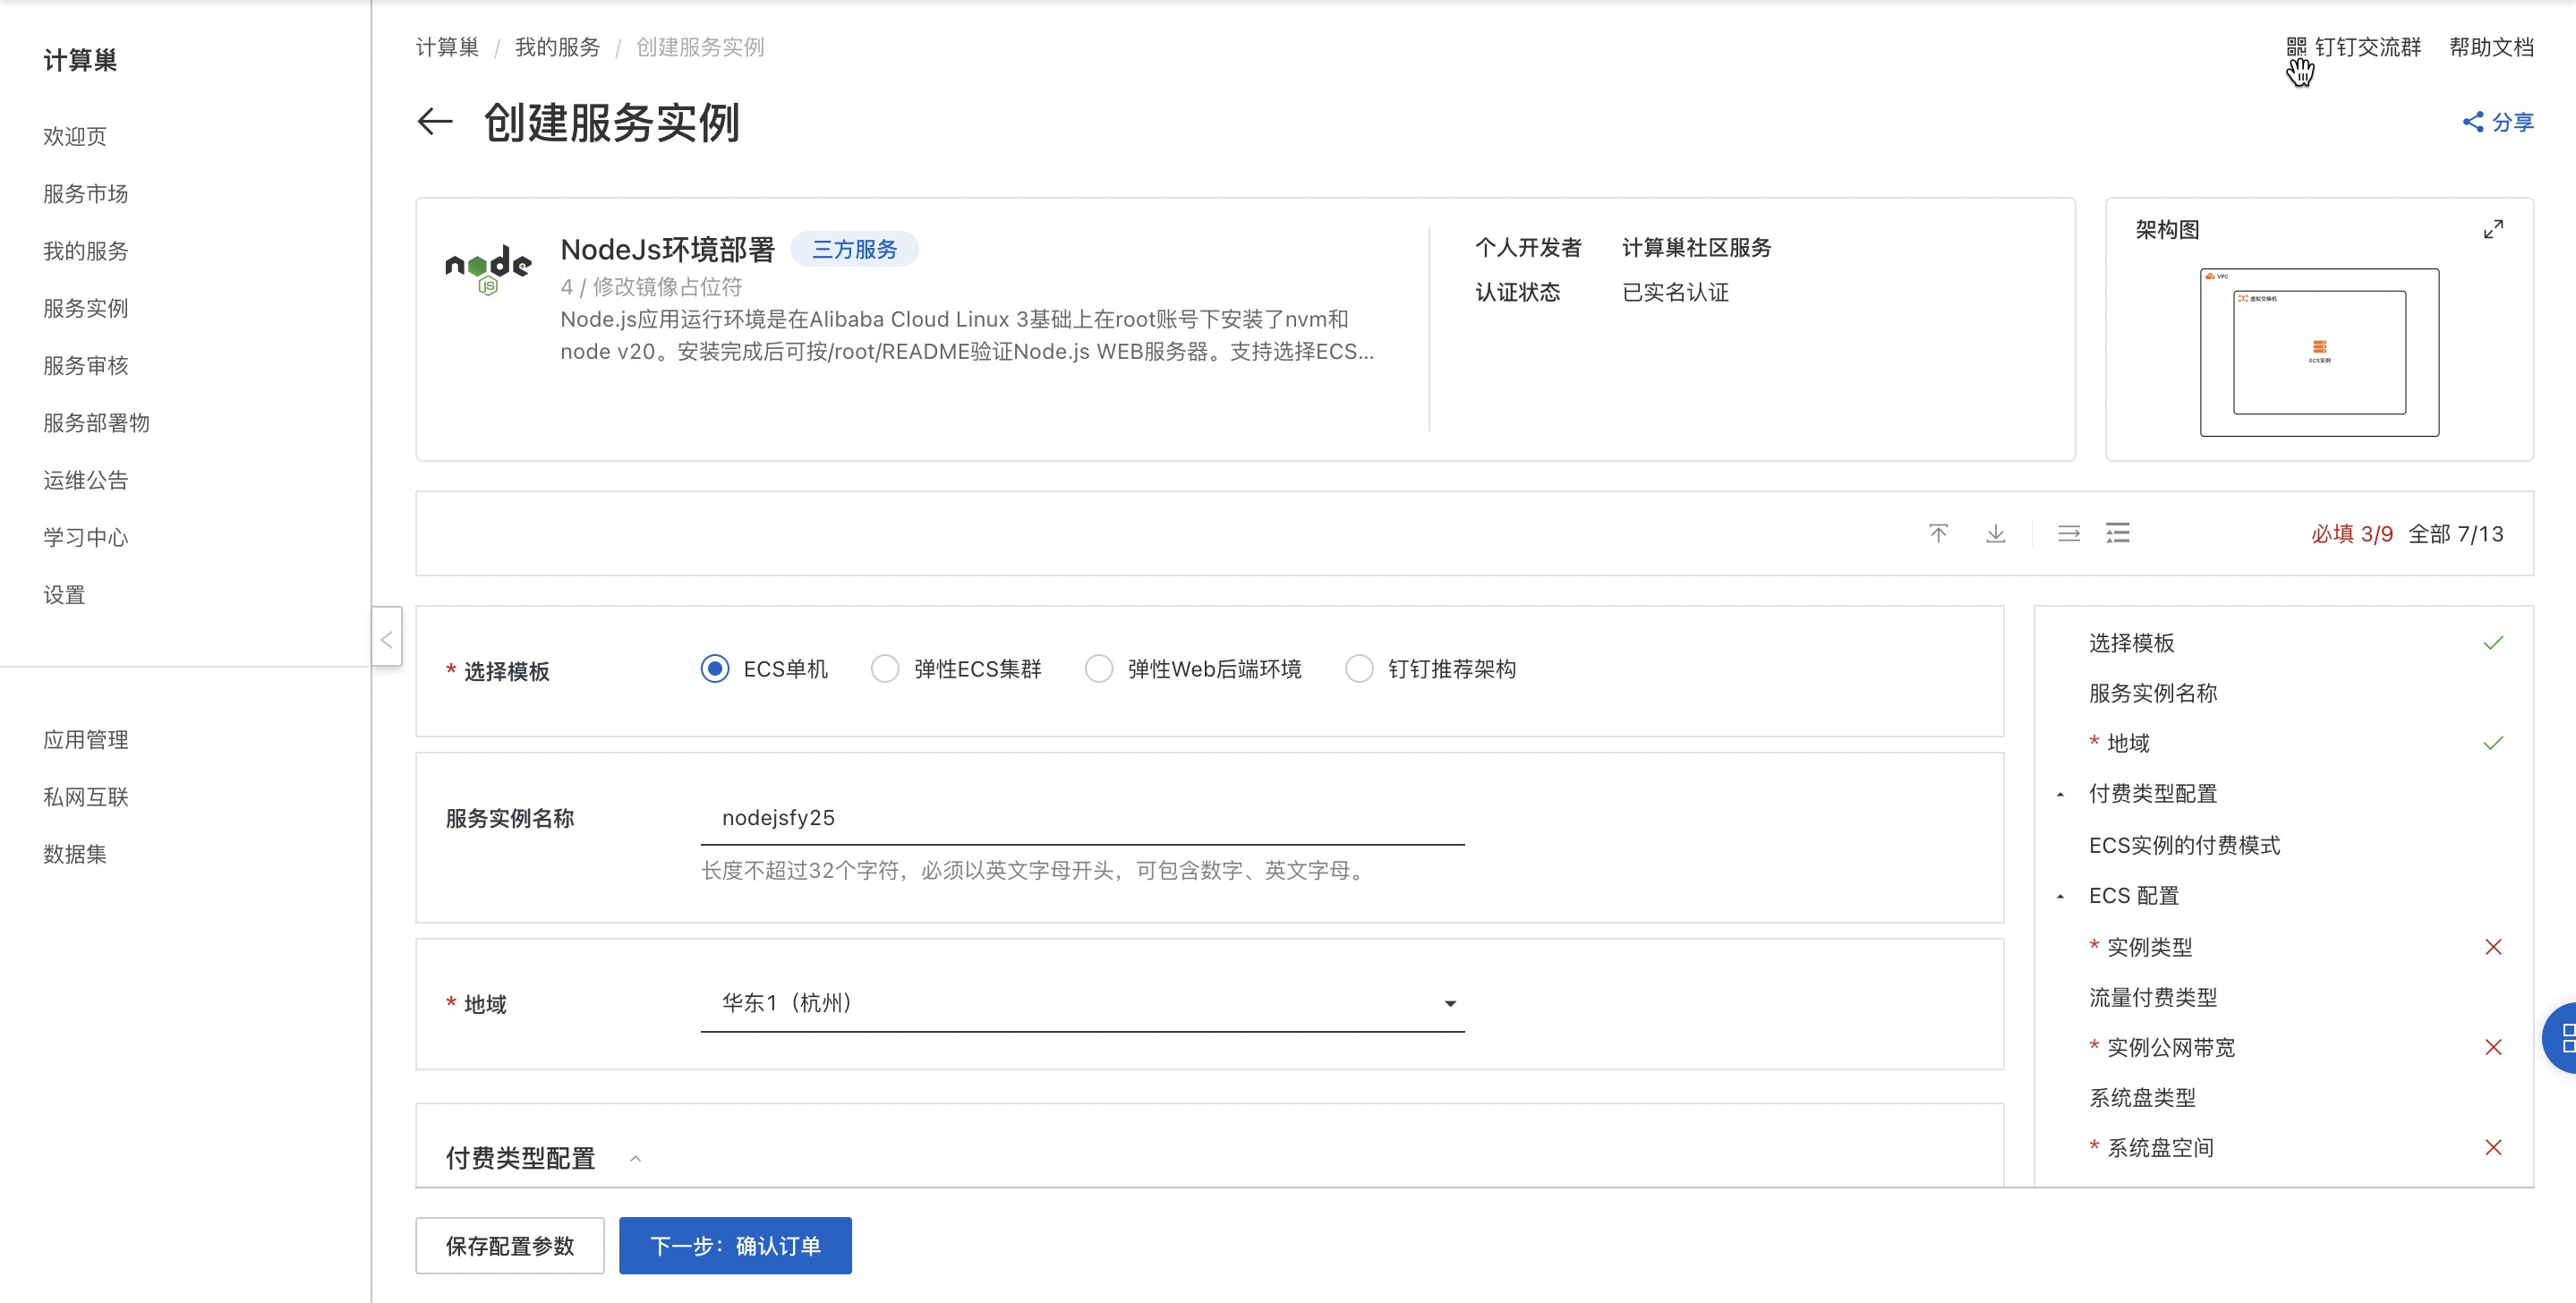 计算巢
欢迎页
服务市场
我的服务
服务实例
服务审核
服务部署物
运维公告
学习中心
设置
应用管理
私网互联
数据集
计算巢 / 我的服务 / 创建服务实例
钉钉交流群 帮助文档
创建服务实例
分享
node
JS
NodeJs环境部署 三方服务
4 / 修改镜像占位符
Node.js应用运行环境是在Alibaba Cloud Linux 3基础上在root账号下安装了nvm和
node v20。安装完成后可按/root/README验证Node.js WEB服务器。支持选择ECS...
个人开发者 计算巢社区服务
认证状态 已实名认证
架构图
VPC
虚拟交换机
ECS实例
必填 3/9 全部 7/13
* 选择模板 ECS单机 弹性ECS集群 弹性Web后端环境 钉钉推荐架构
服务实例名称 nodejsfy25
长度不超过32个字符，必须以英文字母开头，可包含数字、英文字母。
* 地域 华东1（杭州）
付费类型配置
选择模板
服务实例名称
* 地域
付费类型配置
ECS实例的付费模式
ECS 配置
* 实例类型
流量付费类型
* 实例公网带宽
系统盘类型
* 系统盘空间
保存配置参数 下一步：确认订单